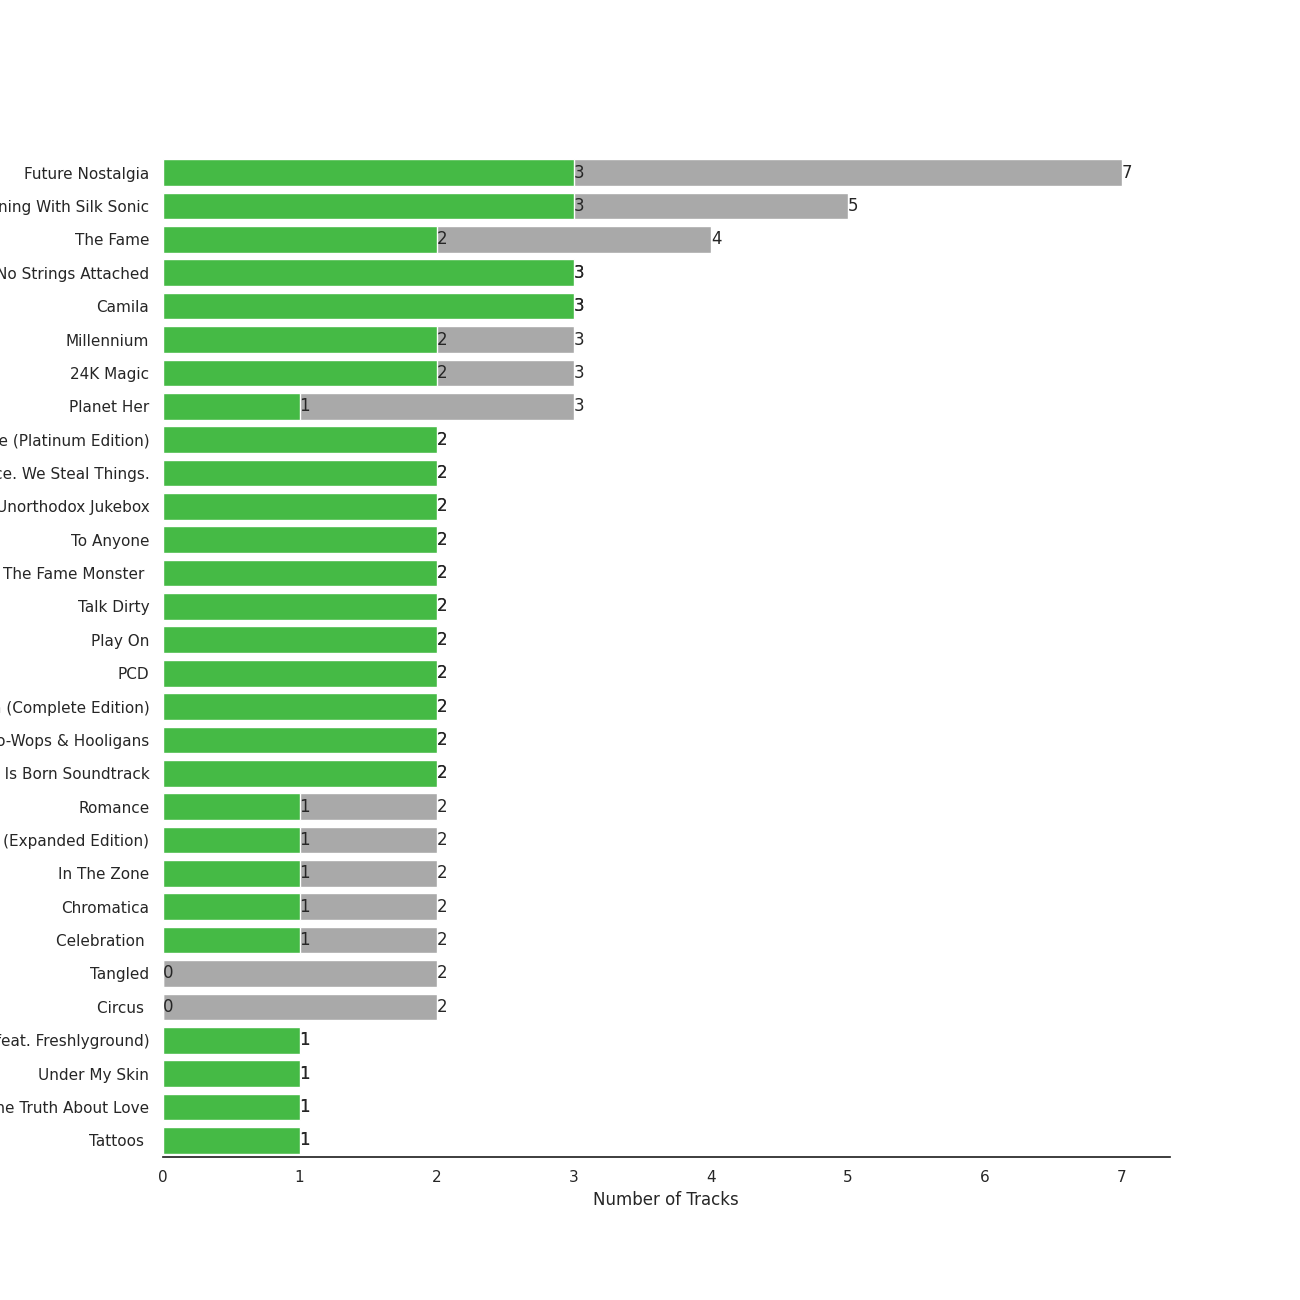 Future Nostalgia 3 7
ning With Silk Sonic 3 5
The Fame 2 4
No Strings Attached 3
Camila 3
Millennium 2 3
24K Magic 2 3
Planet Her 1 3
e (Platinum Edition) 2
ce. We Steal Things. 2
Unorthodox Jukebox 2
To Anyone 2
The Fame Monster 2
Talk Dirty 2
Play On 2
PCD 2
(Complete Edition) 2
o-Wops & Hooligans 2
Is Born Soundtrack 2
Romance 1 2
(Expanded Edition) 1 2
In The Zone 1 2
Chromatica 1 2
Celebration 1 2
Tangled 0 2
Circus 0 2
feat. Freshlyground) 1
Under My Skin 1
he Truth About Love 1
Tattoos 1
0 1 2 3 4 5 6 7
Number of Tracks